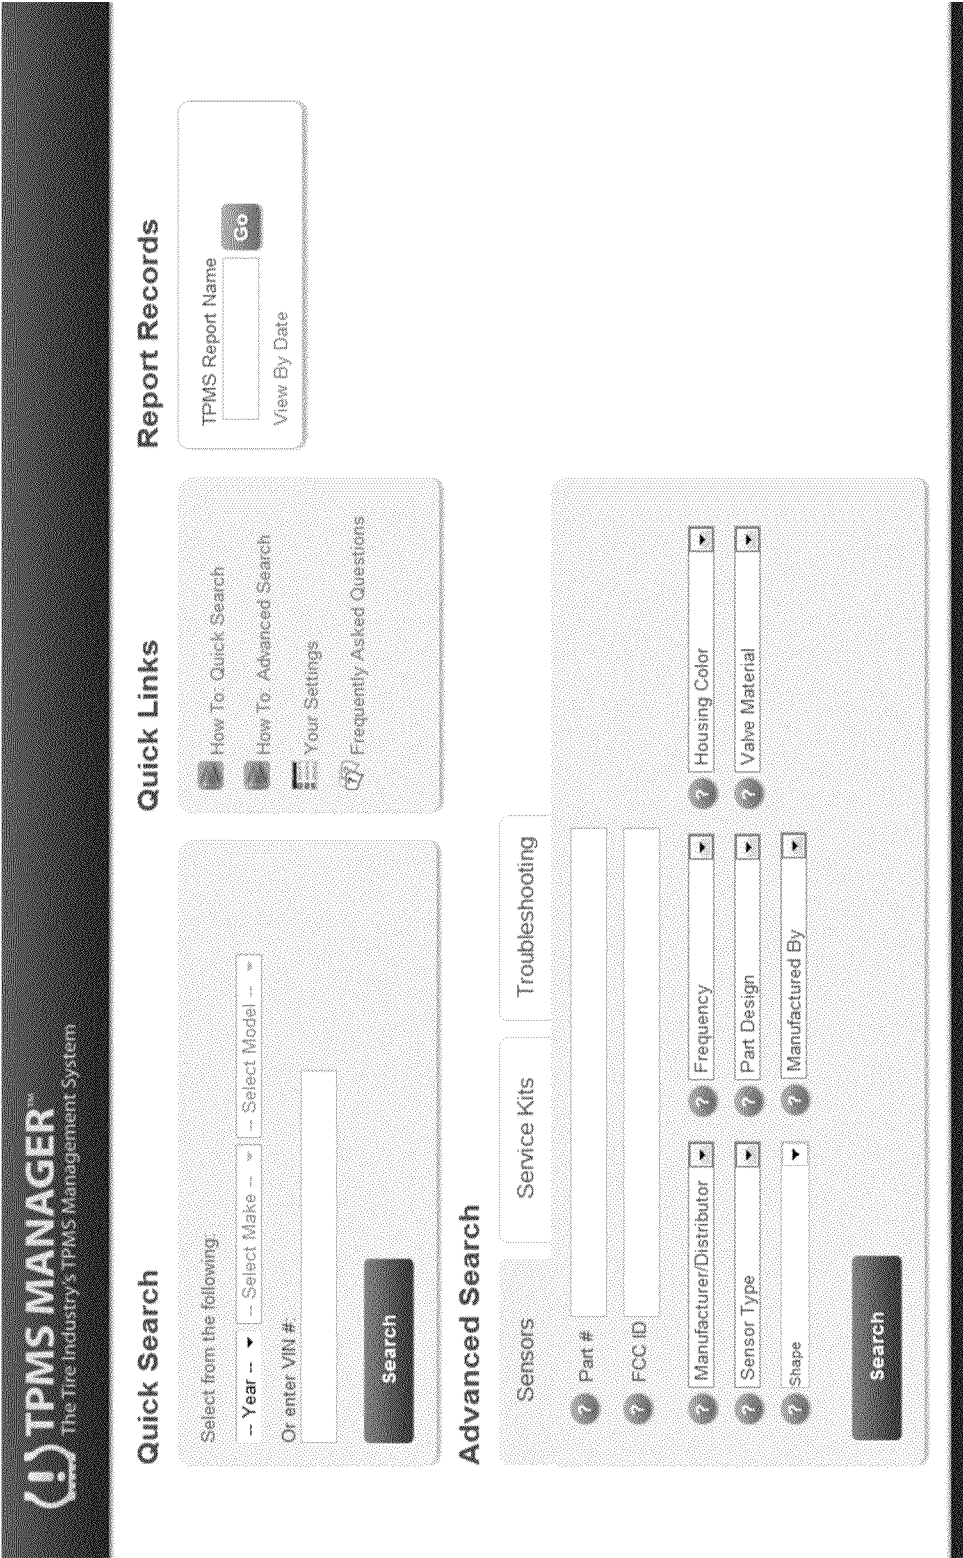 (!) TPMS MANAGER™
The Tire Industry's TPMS Management System
Quick Search
Select from the following
-- Year --
-- Select Make --
-- Select Model --
Or enter VIN #.
Search
Quick Links
How To: Quick Search
How To: Advanced Search
Your Settings
Frequently Asked Questions
Report Records
TPMS Report Name
Go
View By Date
Advanced Search
Sensors
Service Kits
Troubleshooting
? Part #
? FCC ID
? Manufacturer/Distributor
? Frequency
? Housing Color
? Sensor Type
? Part Design
? Valve Material
? Shape
? Manufactured By
Search